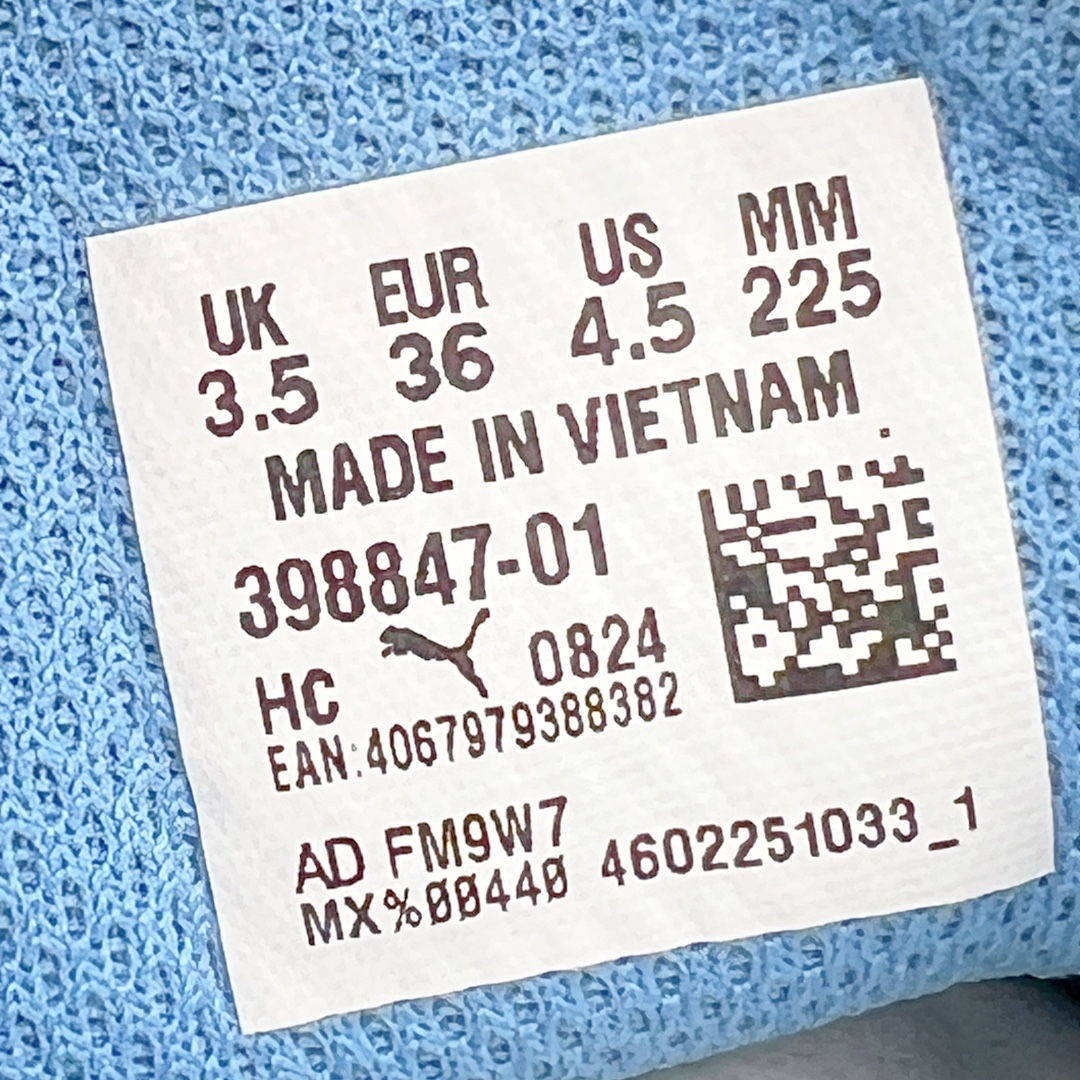 UK EUR US MM
3.5 36 4.5 225
MADE IN VIETNAM
398847-01
HC 0824
EAN:4067979388382
AD FM9W7
MX%00440 4602251033_1